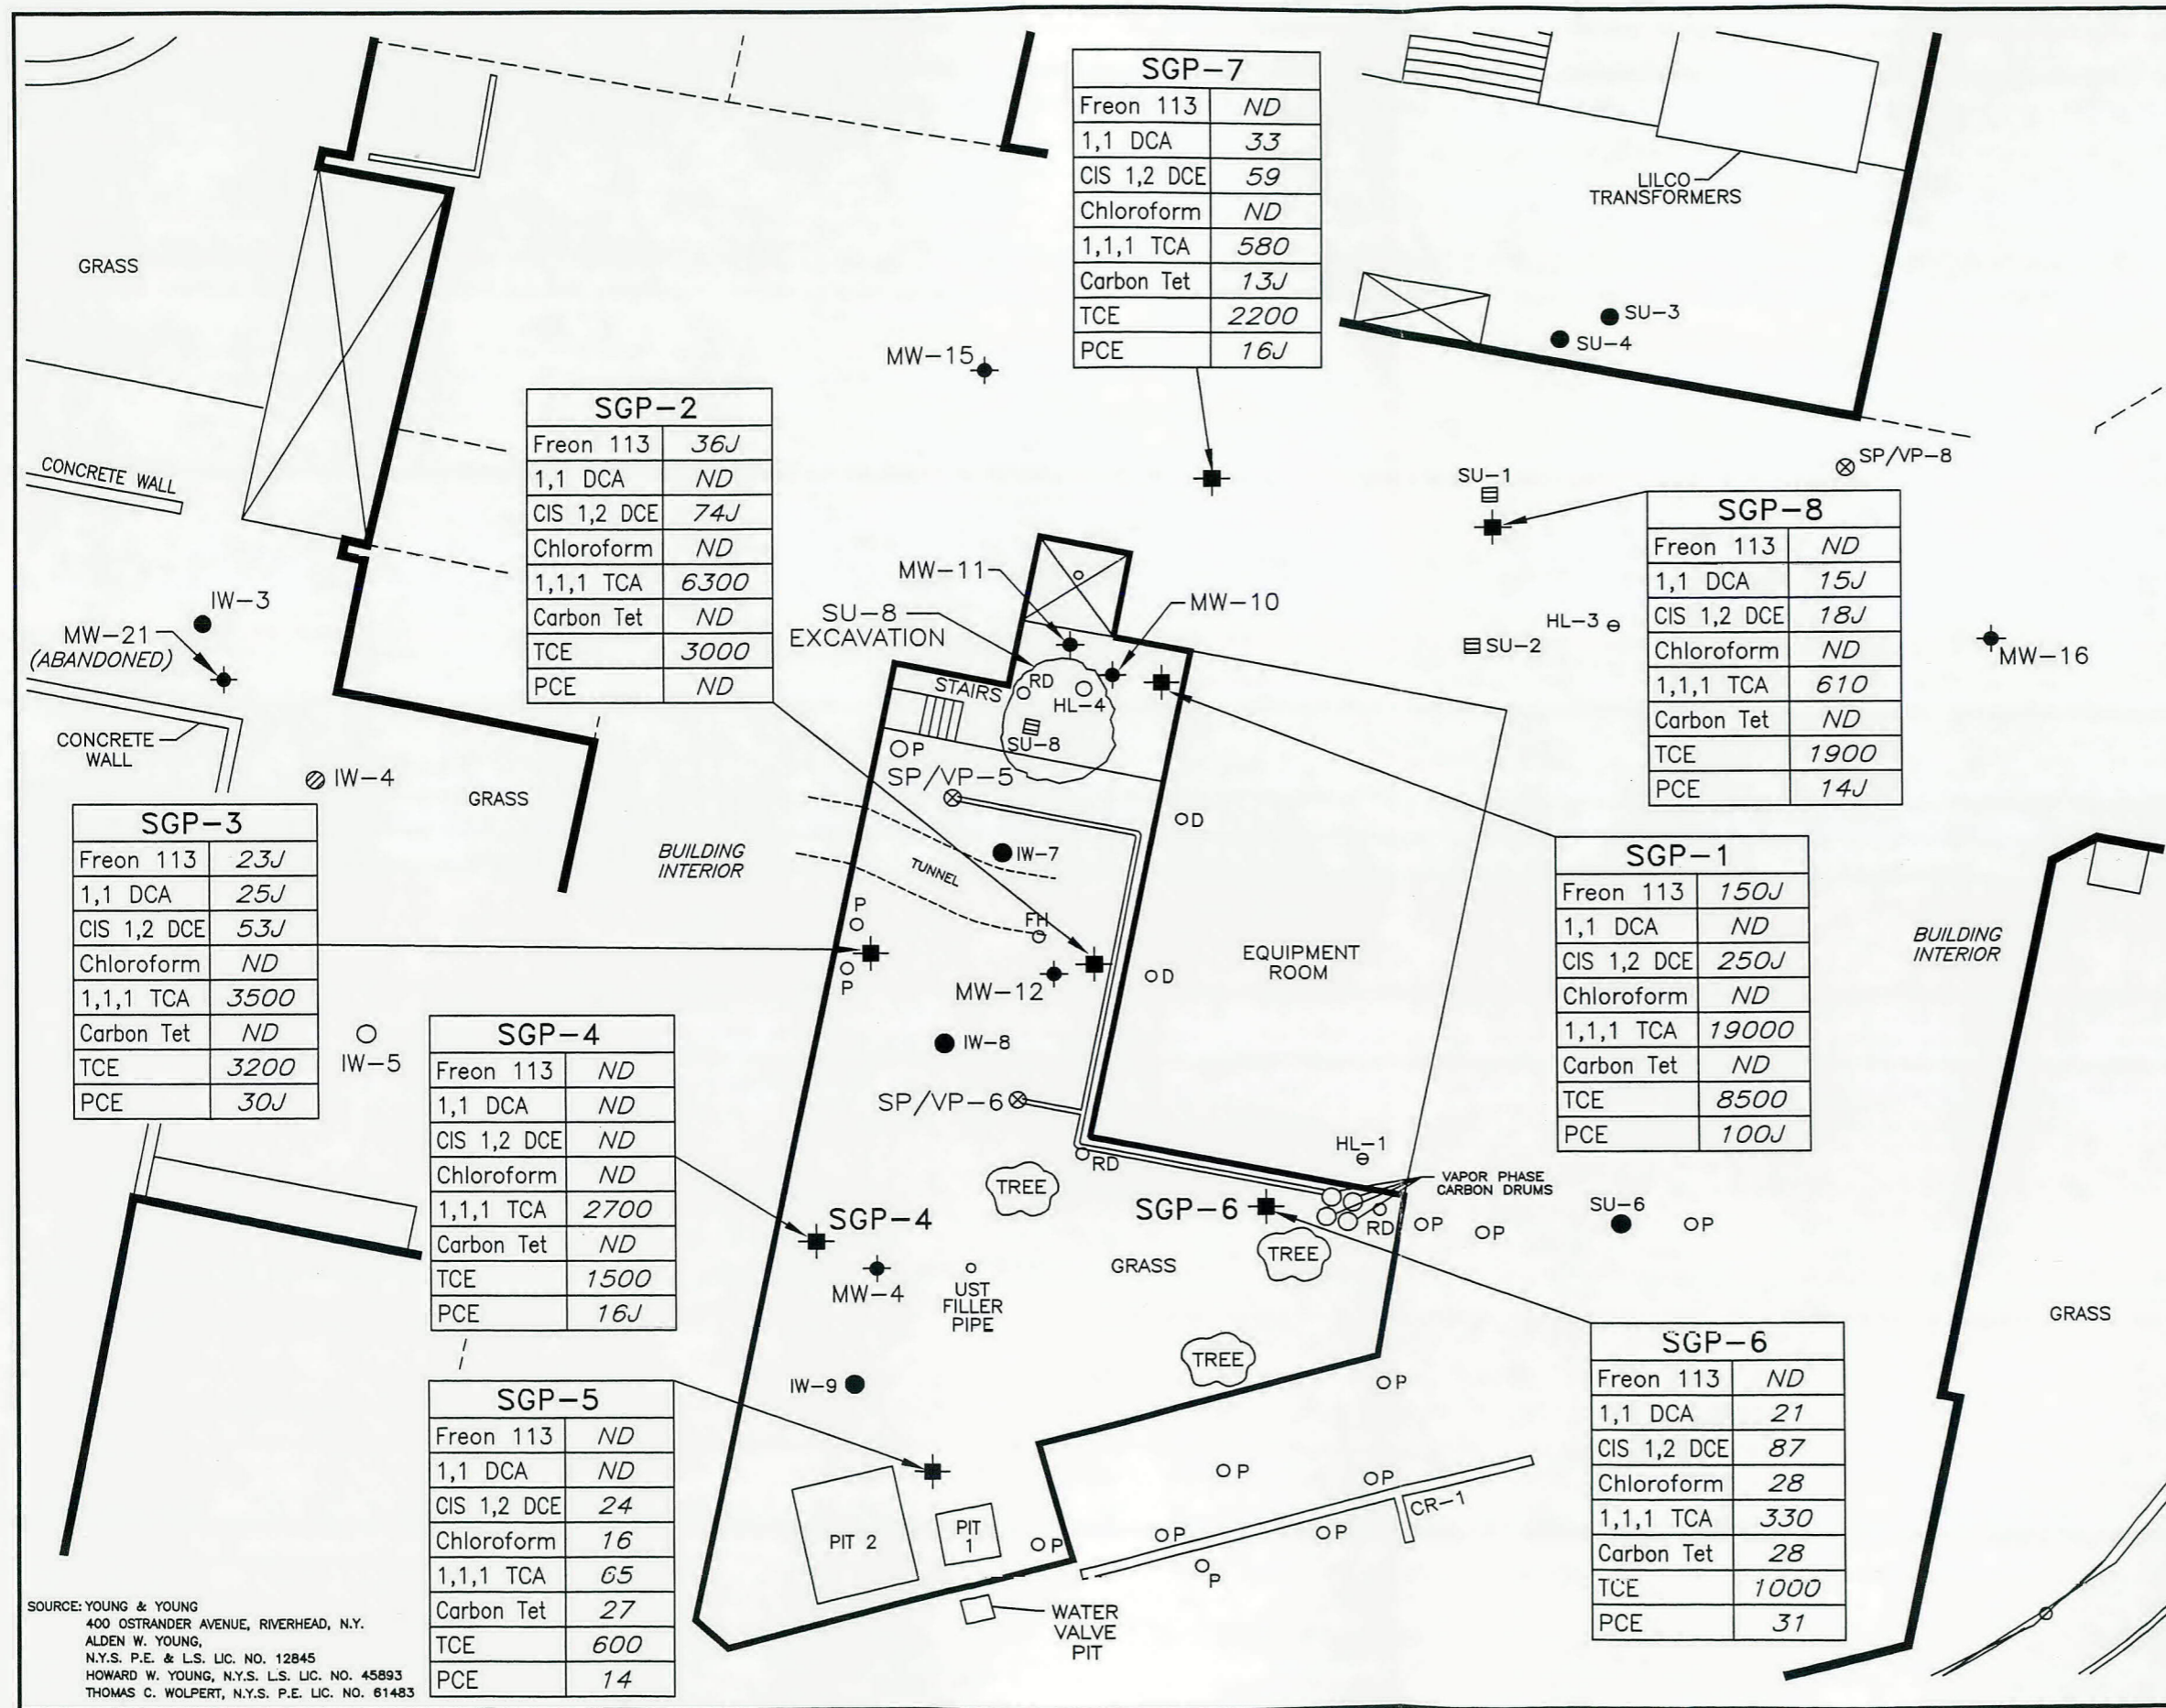 SGP-7
Freon 113 ND
1,1 DCA 33
CIS 1,2 DCE 59
Chloroform ND
1,1,1 TCA 580
Carbon Tet 13J
TCE 2200
PCE 16J
LILCO
TRANSFORMERS
GRASS
SU-3
SU-4
MW-15
SGP-2
Freon 113 36J
1,1 DCA ND
CIS 1,2 DCE 74J
Chloroform ND
1,1,1 TCA 6300
Carbon Tet ND
TCE 3000
PCE ND
CONCRETE WALL
SP/VP-8
SU-1
SGP-8
Freon 113 ND
1,1 DCA 15J
CIS 1,2 DCE 18J
Chloroform ND
1,1,1 TCA 610
Carbon Tet ND
TCE 1900
PCE 14J
MW-11
MW-10
SU-8
EXCAVATION
HL-3
SU-2
MW-16
IW-3
MW-21
(ABANDONED)
STAIRS
RD
HL-4
SU-8
CONCRETE
WALL
IW-4
GRASS
P
SP/VP-5
D
SGP-3
Freon 113 23J
1,1 DCA 25J
CIS 1,2 DCE 53J
Chloroform ND
1,1,1 TCA 3500
Carbon Tet ND
TCE 3200
PCE 30J
BUILDING
INTERIOR
IW-7
TUNNEL
P
FH
P
MW-12
D
EQUIPMENT
ROOM
SGP-1
Freon 113 150J
1,1 DCA ND
CIS 1,2 DCE 250J
Chloroform ND
1,1,1 TCA 19000
Carbon Tet ND
TCE 8500
PCE 100J
BUILDING
INTERIOR
IW-5
IW-8
SP/VP-6
SGP-4
Freon 113 ND
1,1 DCA ND
CIS 1,2 DCE ND
Chloroform ND
1,1,1 TCA 2700
Carbon Tet ND
TCE 1500
PCE 16J
RD
HL-1
VAPOR PHASE
CARBON DRUMS
TREE
SGP-4
SGP-6
RD
P
P
SU-6
P
TREE
GRASS
MW-4
UST
FILLER
PIPE
GRASS
TREE
IW-9
P
SGP-6
Freon 113 ND
1,1 DCA 21
CIS 1,2 DCE 87
Chloroform 28
1,1,1 TCA 330
Carbon Tet 28
TCE 1000
PCE 31
SGP-5
Freon 113 ND
1,1 DCA ND
CIS 1,2 DCE 24
Chloroform 16
1,1,1 TCA 65
Carbon Tet 27
TCE 600
PCE 14
P
P
CR-1
PIT 2
PIT
1
P
P
P
P
WATER
VALVE
PIT
SOURCE: YOUNG & YOUNG
400 OSTRANDER AVENUE, RIVERHEAD, N.Y.
ALDEN W. YOUNG,
N.Y.S. P.E. & L.S. LIC. NO. 12845
HOWARD W. YOUNG, N.Y.S. L.S. LIC. NO. 45893
THOMAS C. WOLPERT, N.Y.S. P.E. LIC. NO. 61483